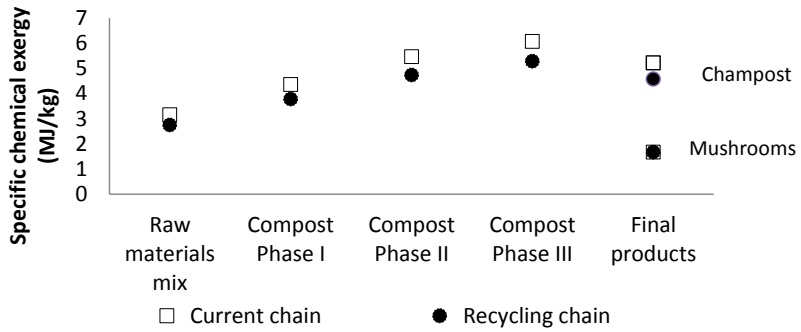 Specific chemical exergy
(MJ/kg)
7
6
5
4
3
2
1
0
Champost
Mushrooms
Raw
materials
mix
Compost
Phase I
Compost
Phase II
Compost
Phase III
Final
products
Current chain
Recycling chain